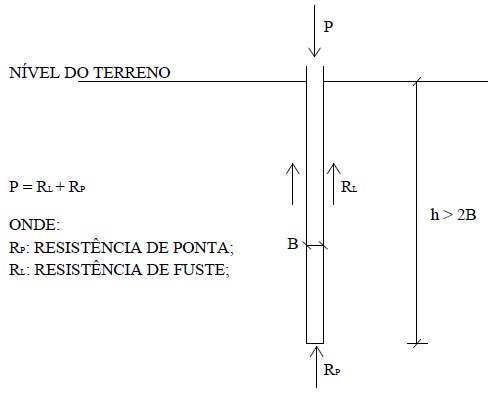 P
NÍVEL DO TERRENO
P = RL + RP
RL
ONDE:
h > 2B
RP: RESISTÊNCIA DE PONTA;
B
RL: RESISTÊNCIA DE FUSTE;
RP